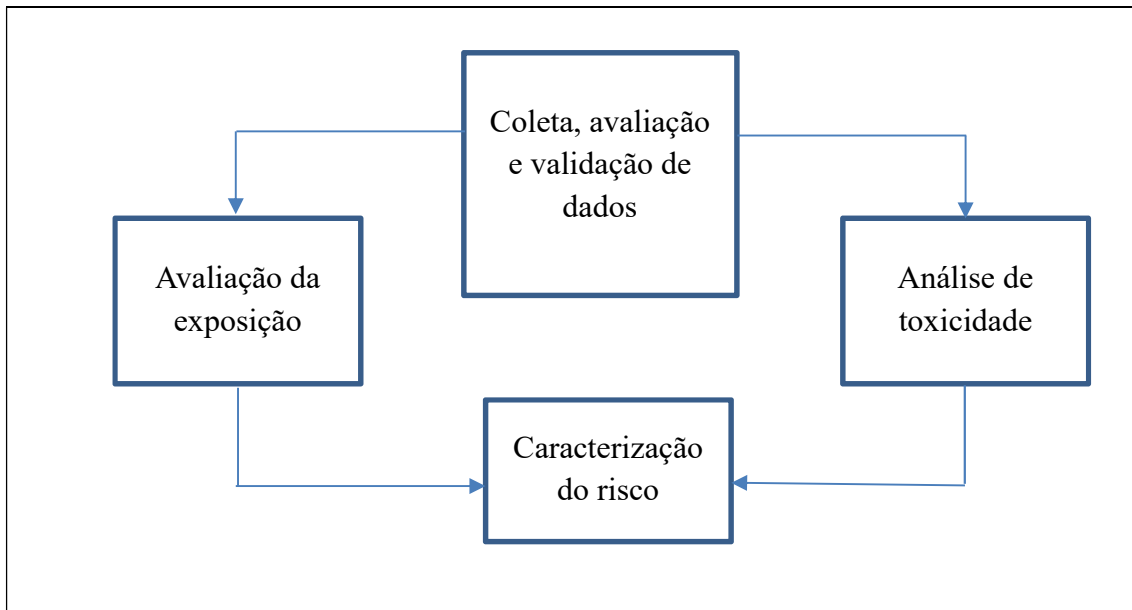 Coleta, avaliação
e validação de
dados
Avaliação da
exposição
Análise de
toxicidade
Caracterização
do risco